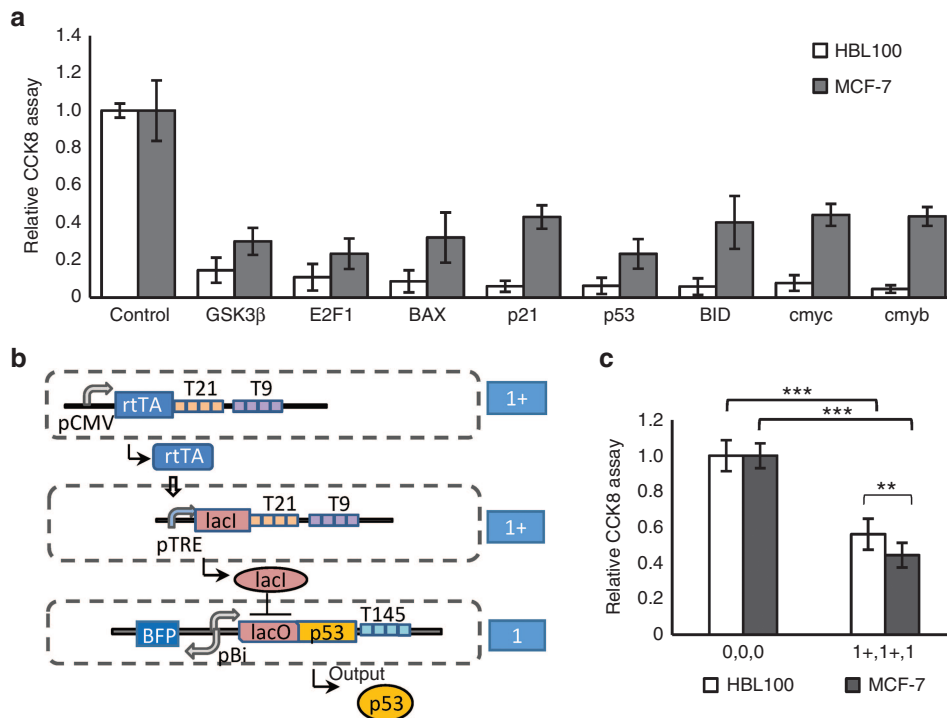 a
1.4
1.2
1.0
0.8
0.6
0.4
0.2
0
Relative CCK8 assay
HBL100
MCF-7
Control GSK3β E2F1 BAX p21 p53 BID cmyc cmyb
b
T21 T9
rtTA
pCMV
1+
rtTA
T21 T9
lacI
pTRE
1+
lacI
T145
BFP lacO p53
pBi
1
Output
p53
c
***
***
**
1.2
1.0
0.8
0.6
0.4
0.2
0
Relative CCK8 assay
0,0,0 1+,1+,1
HBL100 MCF-7